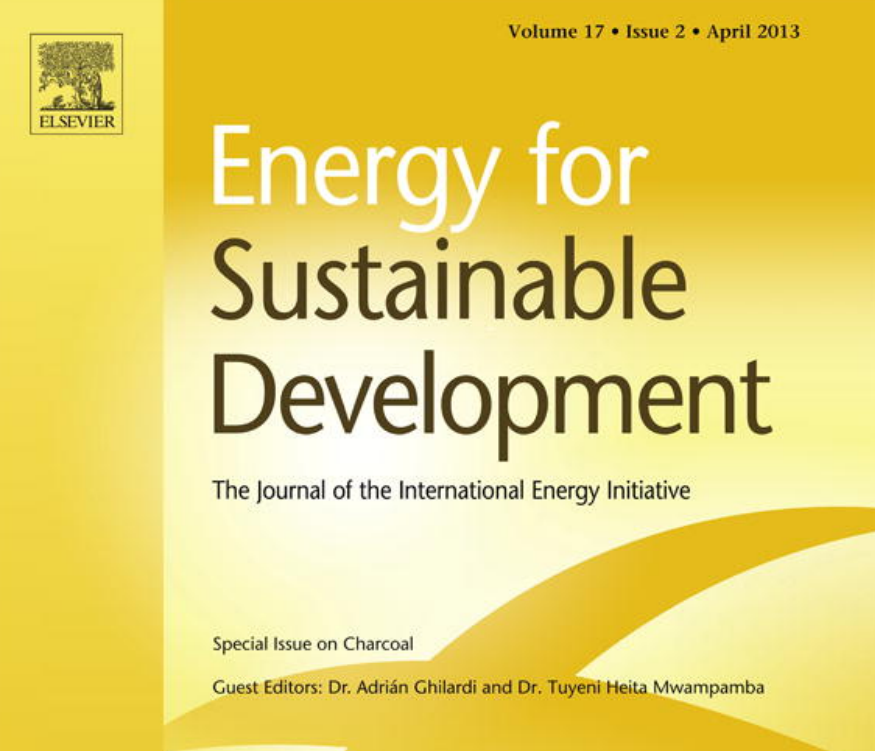 Volume 17 • Issue 2 • April 2013
ELSEVIER
Energy for
Sustainable
Development
The Journal of the International Energy Initiative
Special Issue on Charcoal
Guest Editors: Dr. Adrián Ghilardi and Dr. Tuyeni Heita Mwampamba